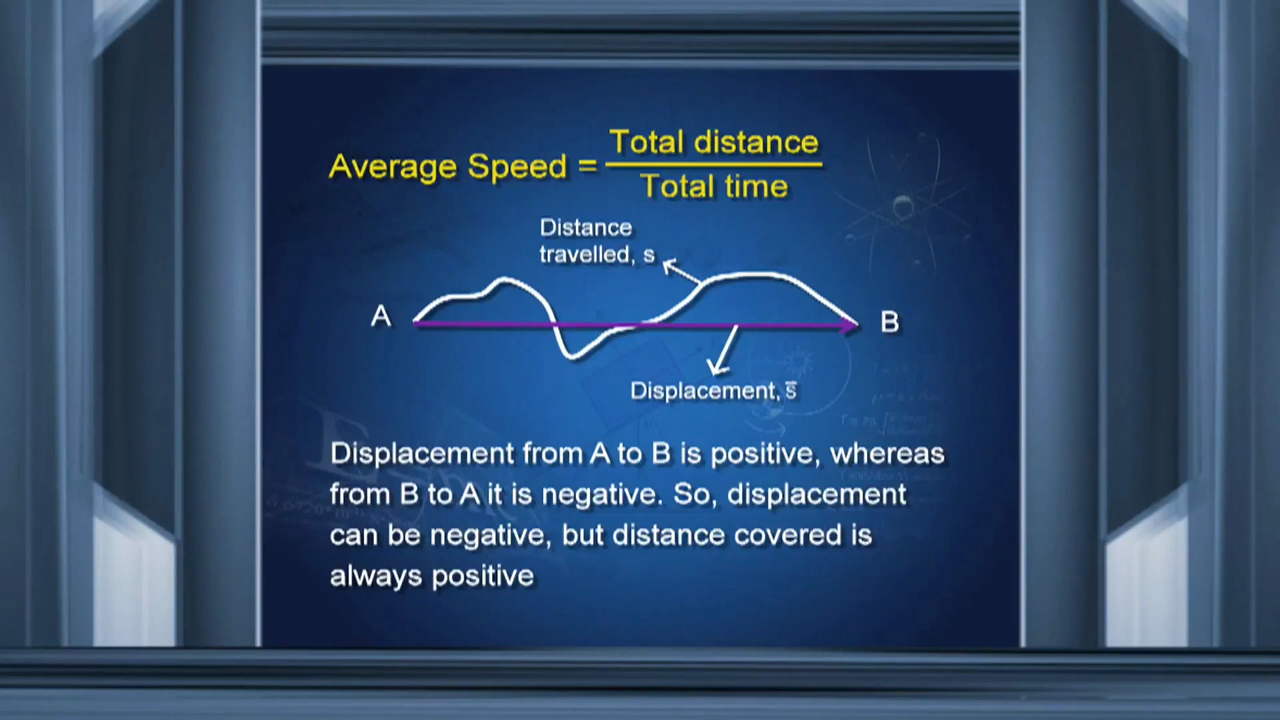 Average Speed = Total distance
Total time
Distance
travelled, s
A
B
Displacement, s̅
Displacement from A to B is positive, whereas
from B to A it is negative. So, displacement
can be negative, but distance covered is
always positive